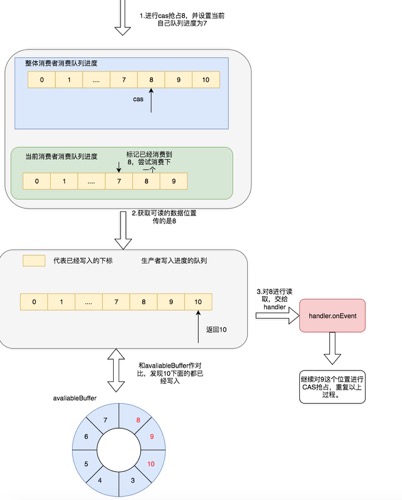 1.进行cas抢占8，并设置当前
自己队列进度为7
整体消费者消费队列进度
0 1 .... 7 8 9 10
cas
当前消费者消费队列进度
标记已经消费到
8，尝试消费下
一个
0 1 .... 7 8 9
2.获取可读的数据位置
传的是8
代表已经写入的下标
生产者写入进度的队列
0 1 .... 7 8 9 10
返回10
3.对8进行读
取，交给
handler
handler.onEvent
和avaliableBuffer作对
比，发现10下面的都已
经写入
继续对9这个位置进行
CAS抢占，重复以上
过程。
avaliableBuffer
7 8
6 9
5 10
4 3